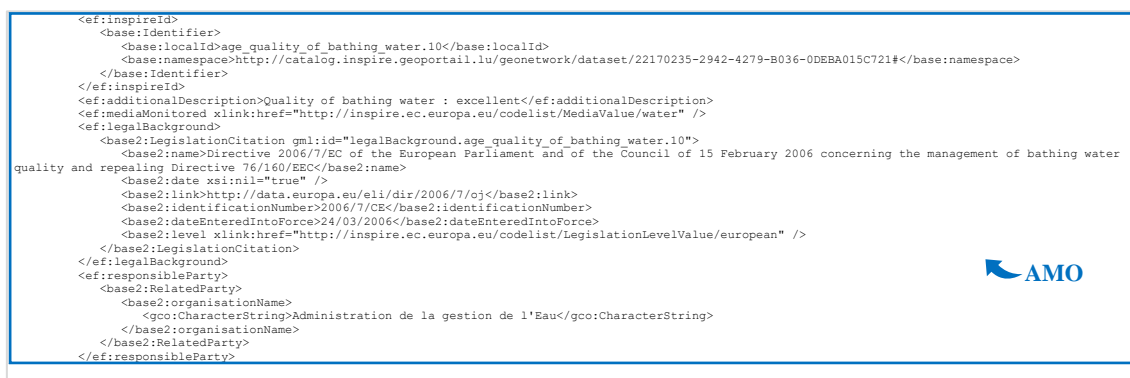 <ef:inspireId>
<base:Identifier>
<base:localId>age_quality_of_bathing_water.10</base:localId>
<base:namespace>http://catalog.inspire.geoportail.lu/geonetwork/dataset/22170235-2942-4279-B036-0DEBA015C721#</base:namespace>
</base:Identifier>
</ef:inspireId>
<ef:additionalDescription>Quality of bathing water : excellent</ef:additionalDescription>
<ef:mediaMonitored xlink:href="http://inspire.ec.europa.eu/codelist/MediaValue/water" />
<ef:legalBackground>
<base2:LegislationCitation gml:id="legalBackground.age_quality_of_bathing_water.10">
<base2:name>Directive 2006/7/EC of the European Parliament and of the Council of 15 February 2006 concerning the management of bathing water
quality and repealing Directive 76/160/EEC</base2:name>
<base2:date xsi:nil="true" />
<base2:link>http://data.europa.eu/eli/dir/2006/7/oj</base2:link>
<base2:identificationNumber>2006/7/CE</base2:identificationNumber>
<base2:dateEnteredIntoForce>24/03/2006</base2:dateEnteredIntoForce>
<base2:level xlink:href="http://inspire.ec.europa.eu/codelist/LegislationLevelValue/european" />
</base2:LegislationCitation>
</ef:legalBackground>
<ef:responsibleParty>
AMO
<base2:RelatedParty>
<base2:organisationName>
<gco:CharacterString>Administration de la gestion de l'Eau</gco:CharacterString>
</base2:organisationName>
</base2:RelatedParty>
</ef:responsibleParty>